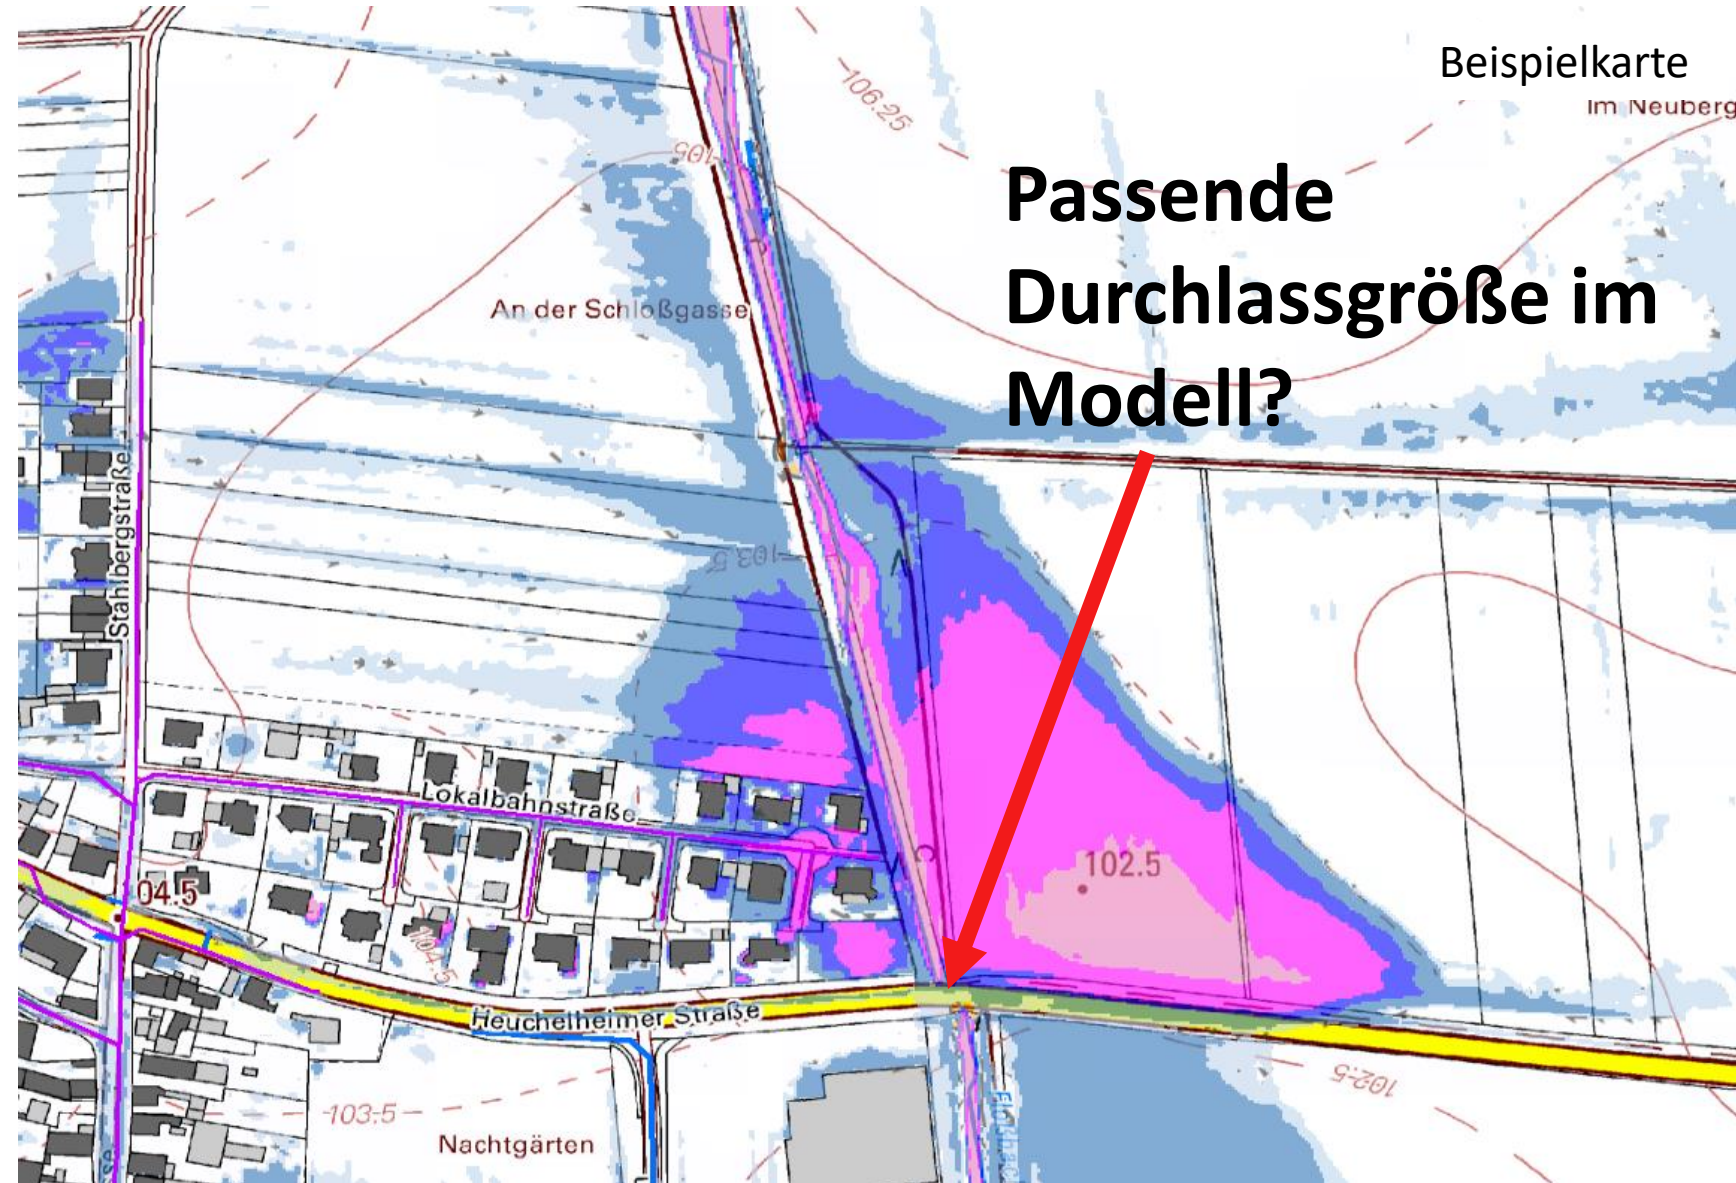 Beispielkarte
Im Neuberg
106.25
Passende
Durchlassgröße im
Modell?
105
An der Schloßgasse
103.5
Stahlbergstraße
Lokalbahnstraße
102.5
104.5
04.5
Heuchelheimer Straße
102.5
103.5
Nachtgärten